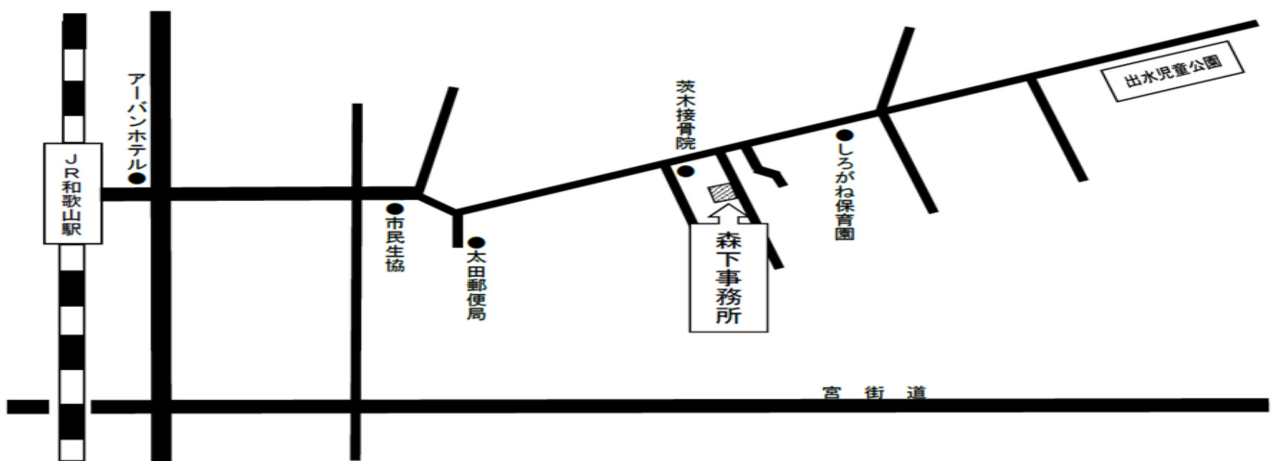 JR和歌山駅
アーバンホテル
市民生協
太田郵便局
茨木接骨院
森下事務所
しろがね保育園
出水児童公園
宮街道